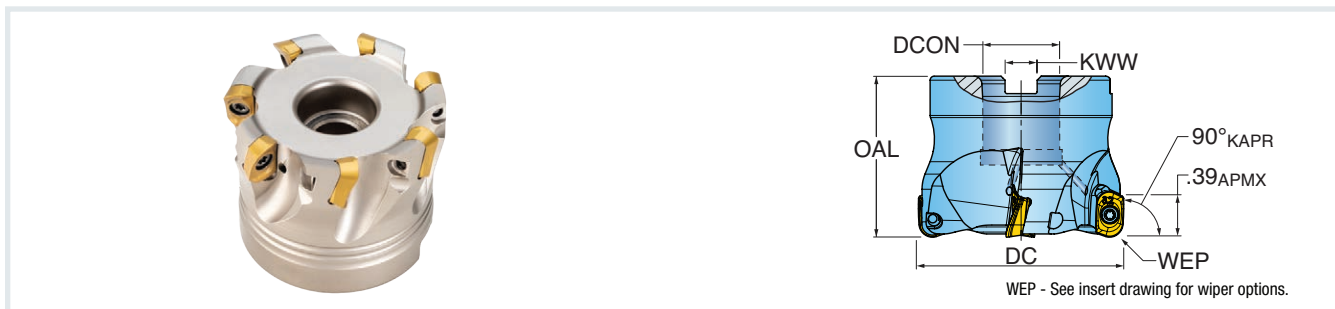 DCON
KWW
OAL
90°KAPR
.39APMX
DC
WEP
WEP - See insert drawing for wiper options.